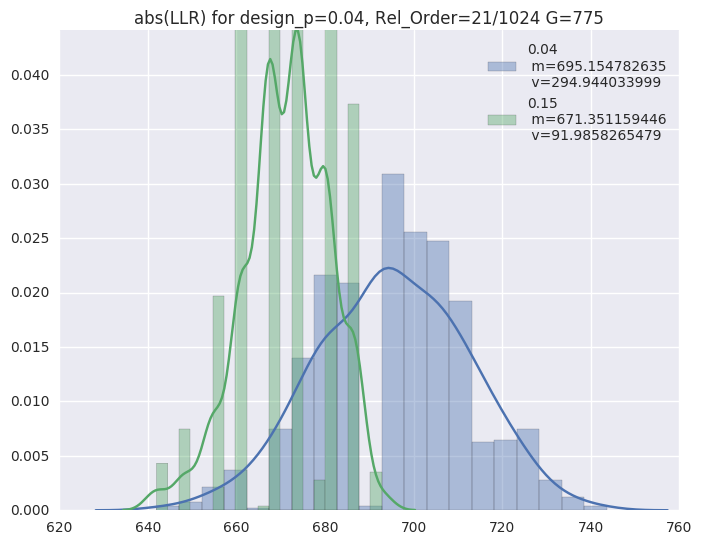 abs(LLR) for design_p=0.04, Rel_Order=21/1024 G=775
0.04
m=695.154782635
v=294.944033999
0.15
m=671.351159446
v=91.9858265479
0.040
0.035
0.030
0.025
0.020
0.015
0.010
0.005
0.000
620 640 660 680 700 720 740 760